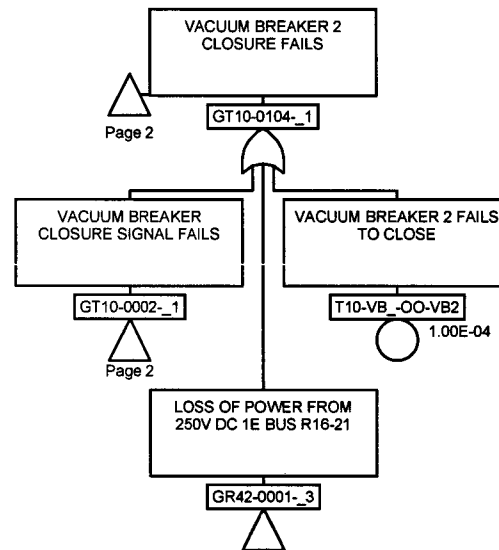 VACUUM BREAKER 2
CLOSURE FAILS
Page 2
GT10-0104-_1
VACUUM BREAKER
CLOSURE SIGNAL FAILS
VACUUM BREAKER 2 FAILS
TO CLOSE
GT10-0002-_1
T10-VB_-OO-VB2
1.00E-04
Page 2
LOSS OF POWER FROM
250V DC 1E BUS R16-21
GR42-0001-_3